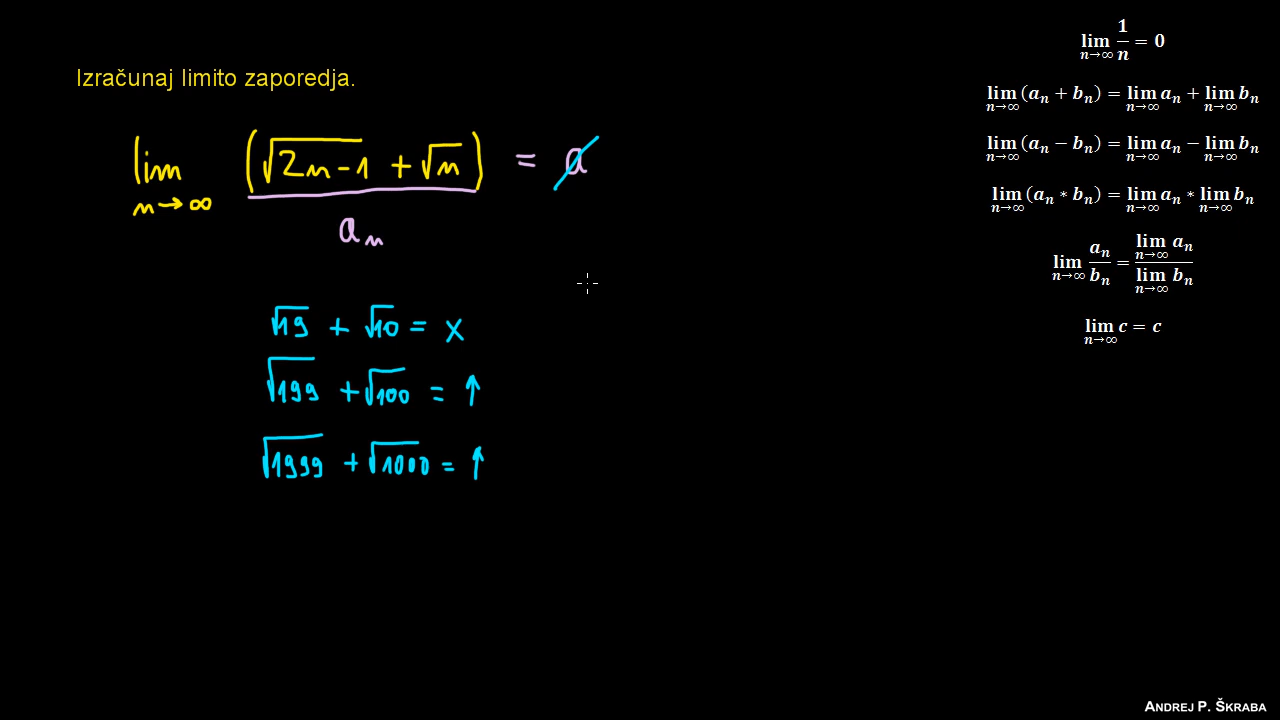 Izračunaj limito zaporedja.
lim n→∞ (√(2n-1) + √n) = a
aₙ
√19 + √10 = x
√199 + √100 = ↑
√1999 + √1000 = ↑
lim n→∞ 1/n = 0
lim n→∞ (aₙ + bₙ) = lim n→∞ aₙ + lim n→∞ bₙ
lim n→∞ (aₙ − bₙ) = lim n→∞ aₙ − lim n→∞ bₙ
lim n→∞ (aₙ * bₙ) = lim n→∞ aₙ * lim n→∞ bₙ
lim n→∞ aₙ/bₙ = lim n→∞ aₙ / lim n→∞ bₙ
lim n→∞ c = c
ANDREJ P. ŠKRABA